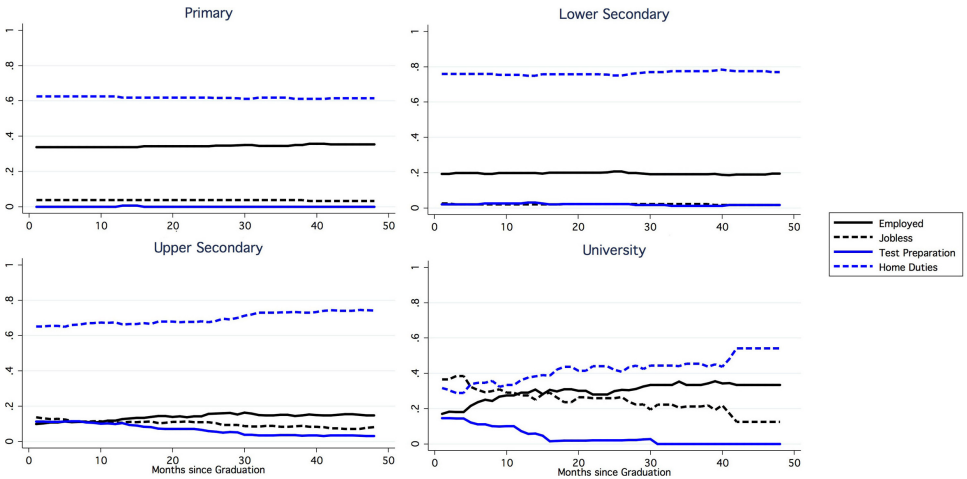 Primary
Lower Secondary
0 .2 .4 .6 .8 1
0 10 20 30 40 50
0 .2 .4 .6 .8 1
0 10 20 30 40 50
Upper Secondary
University
0 .2 .4 .6 .8 1
0 10 20 30 40 50
Months since Graduation
0 .2 .4 .6 .8 1
0 10 20 30 40 50
Months since Graduation
Employed
Jobless
Test Preparation
Home Duties